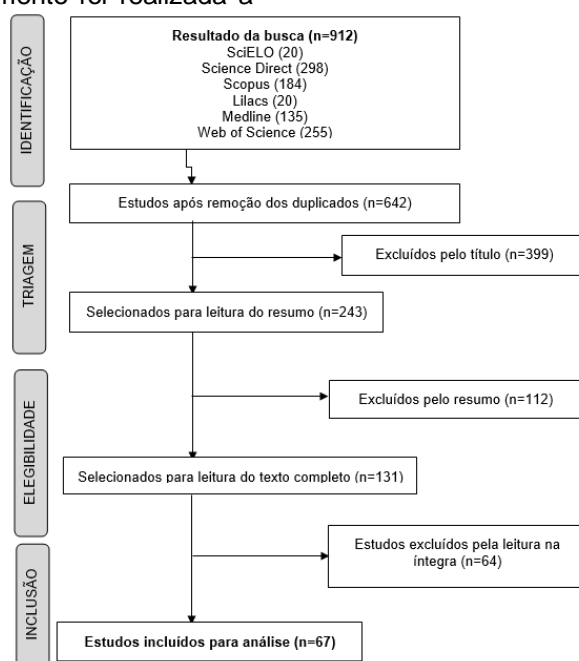 mento foi realizada a
IDENTIFICAÇÃO
Resultado da busca (n=912)
SciELO (20)
Science Direct (298)
Scopus (184)
Lilacs (20)
Medline (135)
Web of Science (255)
Estudos após remoção dos duplicados (n=642)
TRIAGEM
Excluídos pelo título (n=399)
Selecionados para leitura do resumo (n=243)
Excluídos pelo resumo (n=112)
ELEGIBILIDADE
Selecionados para leitura do texto completo (n=131)
Estudos excluídos pela leitura na
íntegra (n=64)
INCLUSÃO
Estudos incluídos para análise (n=67)